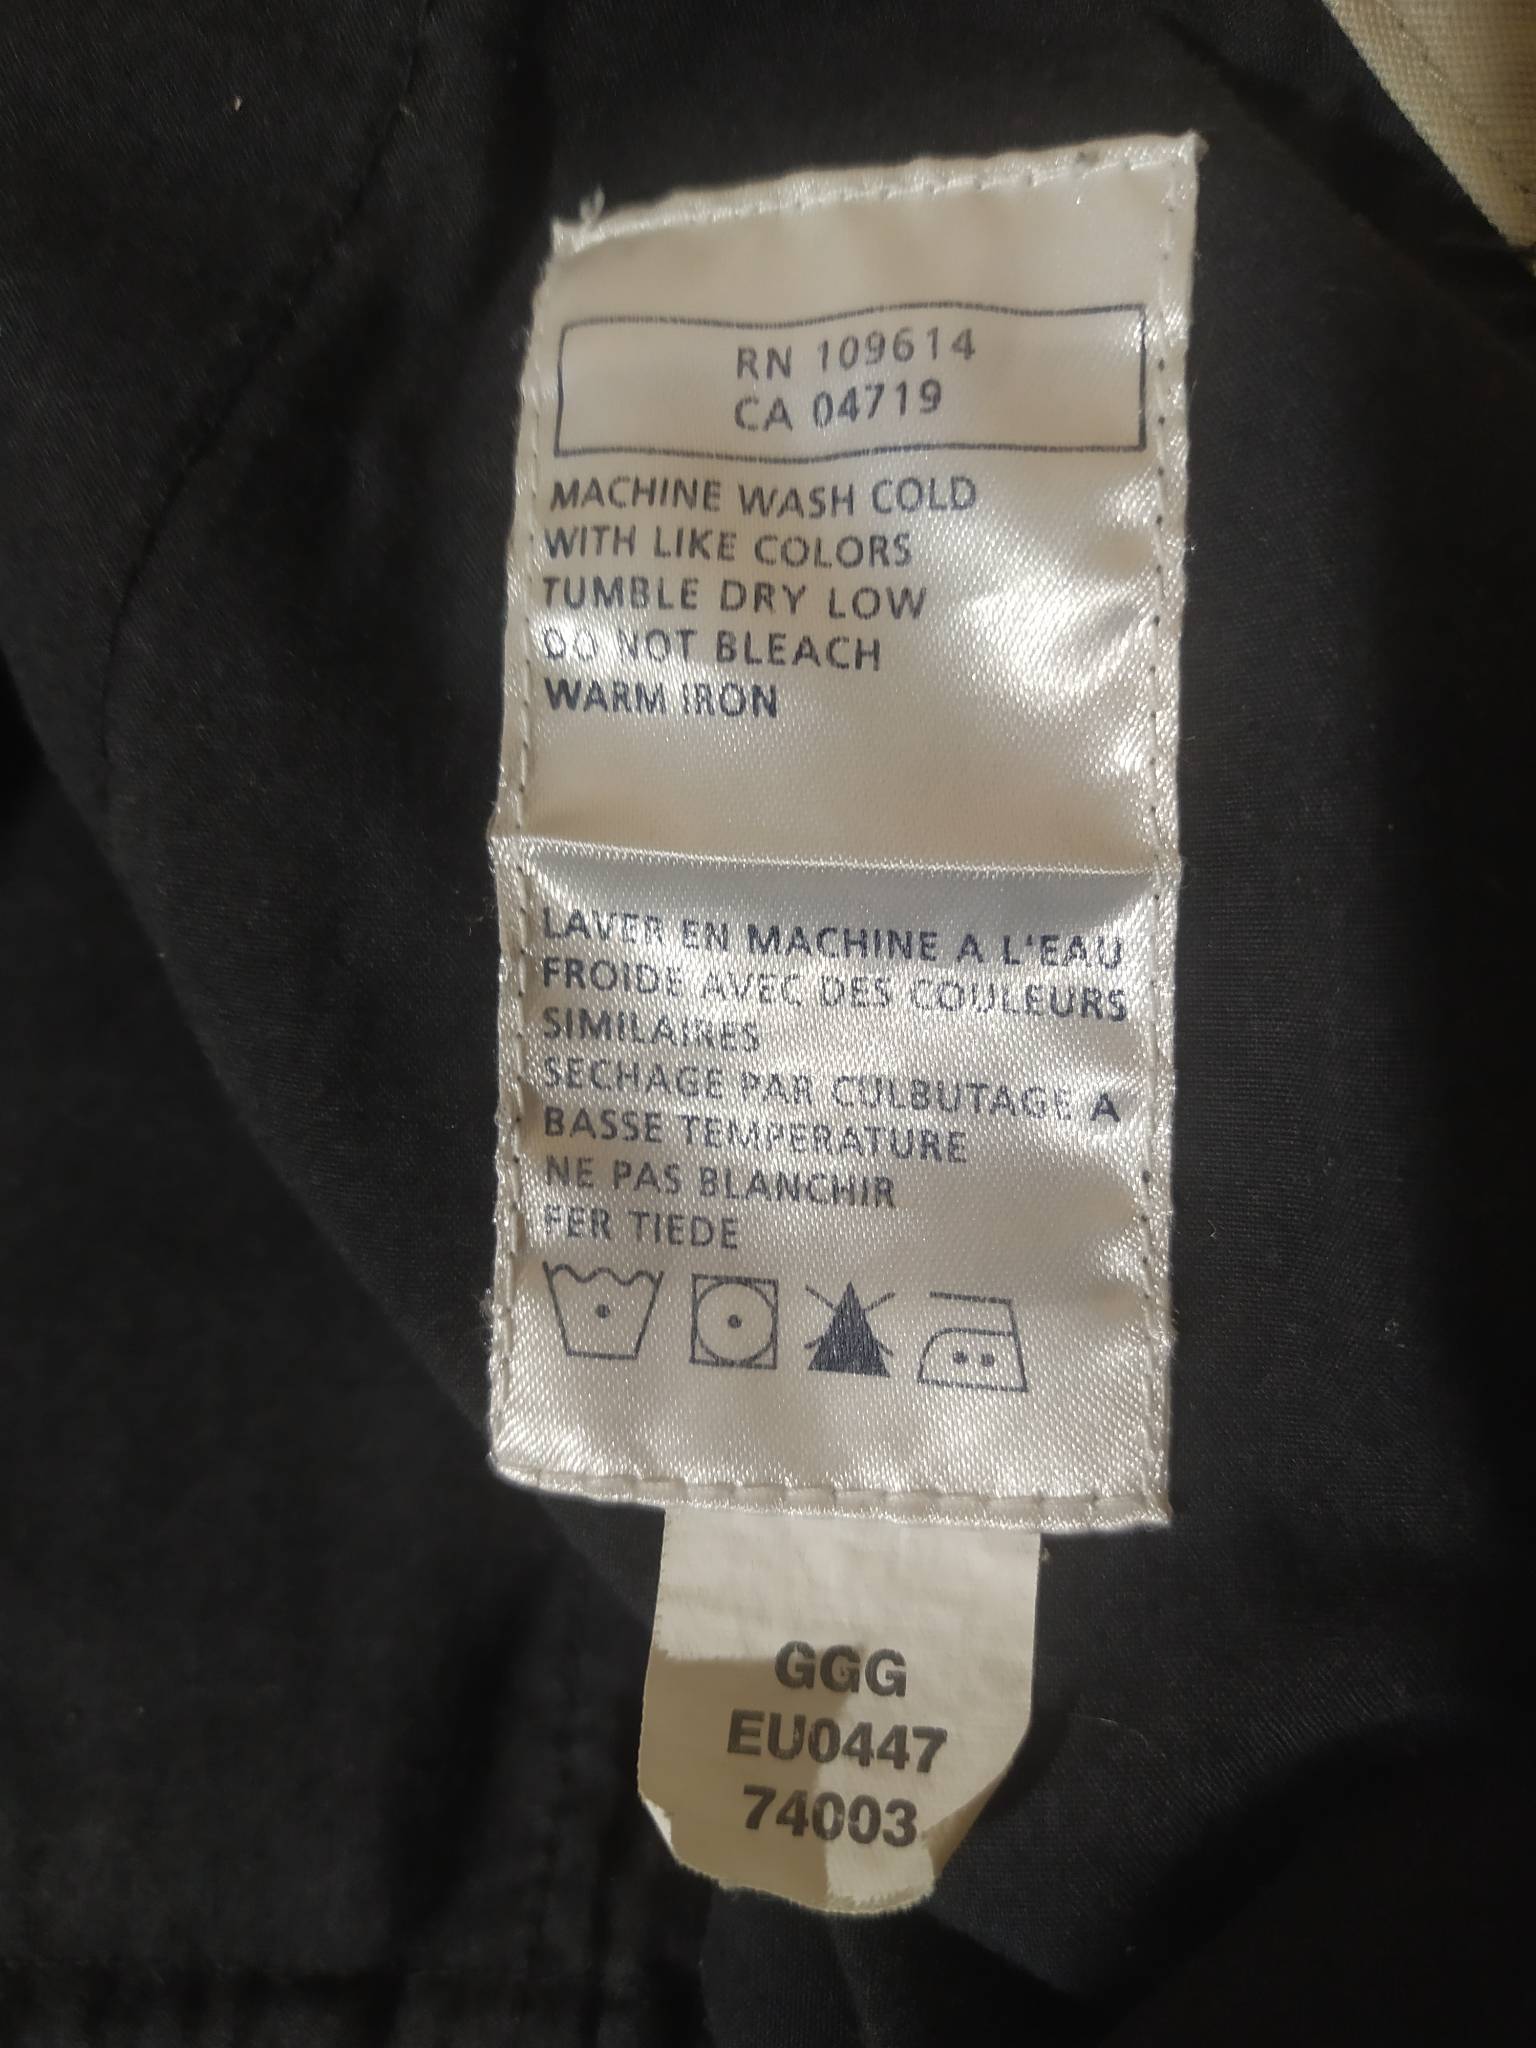 RN 109614
CA 04719
MACHINE WASH COLD
WITH LIKE COLORS
TUMBLE DRY LOW
DO NOT BLEACH
WARM IRON
LAVER EN MACHINE A L'EAU
FROIDE AVEC DES COULEURS
SIMILAIRES
SECHAGE PAR CULBUTAGE A
BASSE TEMPERATURE
NE PAS BLANCHIR
FER TIEDE
GGG
EU0447
74003